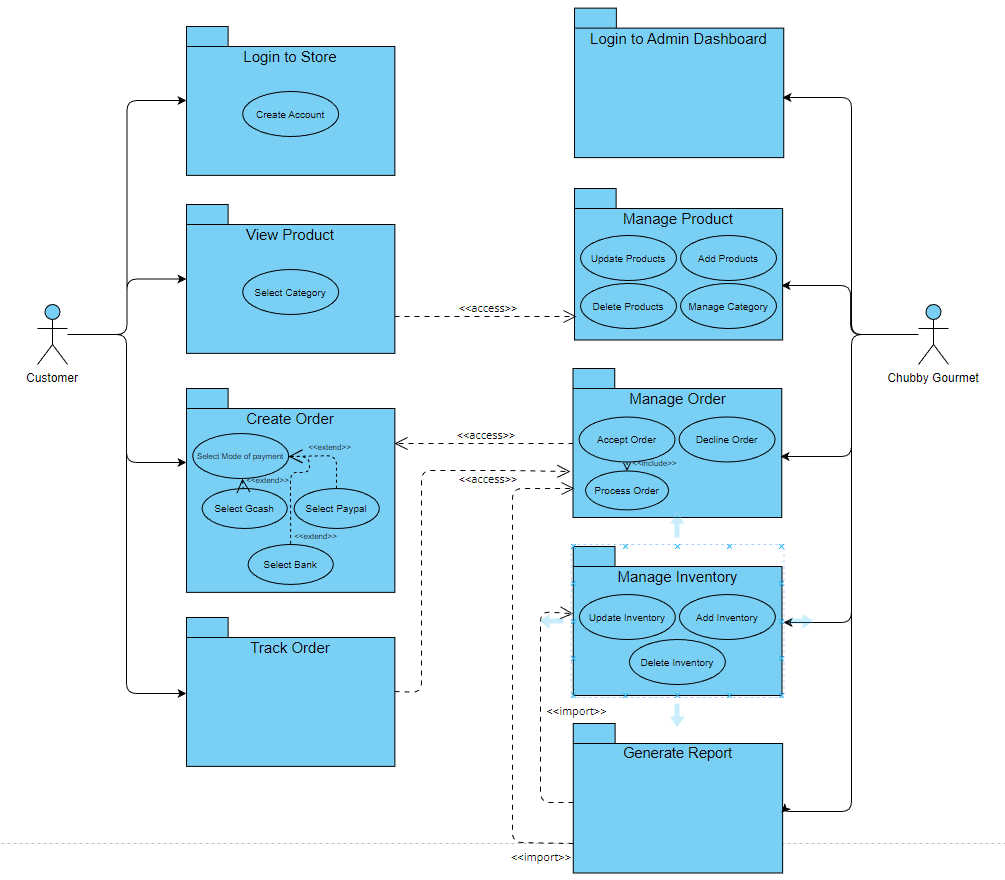 Login to Store
Create Account
Login to Admin Dashboard
View Product
Select Category
<<access>>
Manage Product
Update Products
Add Products
Delete Products
Manage Category
Customer
Chubby Gourmet
Create Order
Select Mode of payment
<<extend>>
<<extend>>
Select Gcash
Select Paypal
<<extend>>
Select Bank
<<access>>
<<access>>
Manage Order
Accept Order
Decline Order
<<include>>
Process Order
Track Order
Manage Inventory
Update Inventory
Add Inventory
Delete Inventory
<<import>>
Generate Report
<<import>>